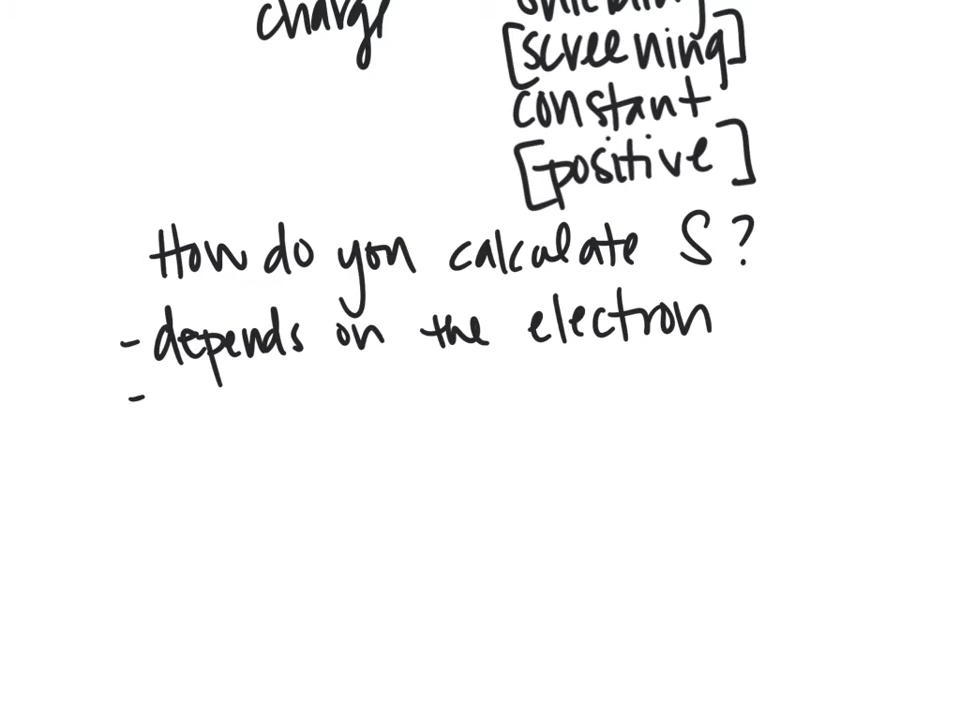 charge
[screening]
constant
[positive]
How do you calculate S?
- depends on the electron
-